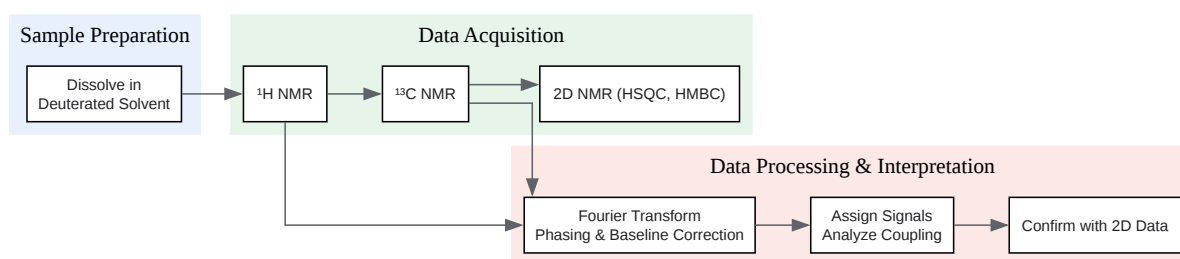 Sample Preparation
Dissolve in
Deuterated Solvent
Data Acquisition
¹H NMR
¹³C NMR
2D NMR (HSQC, HMBC)
Data Processing & Interpretation
Fourier Transform
Phasing & Baseline Correction
Assign Signals
Analyze Coupling
Confirm with 2D Data